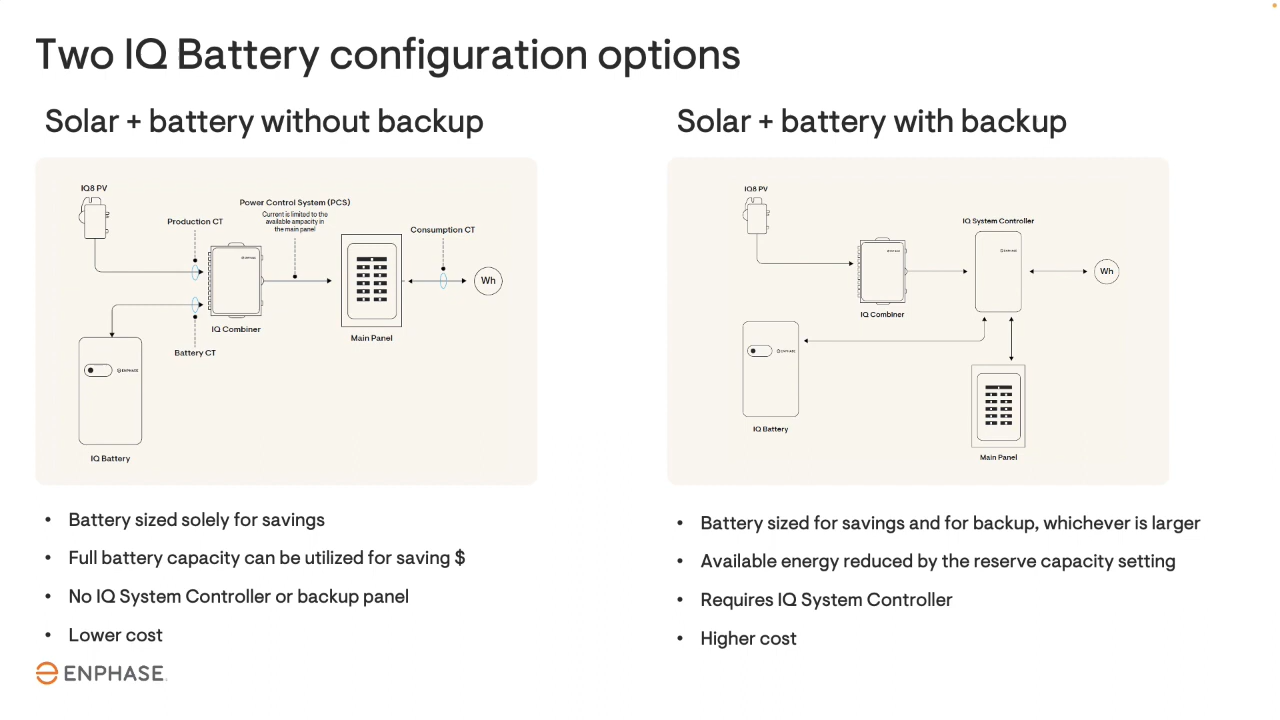 Two IQ Battery configuration options
Solar + battery without backup
IQ8 PV
Production CT
Power Control System (PCS)
Current is limited to the
available ampacity in
the main panel
Consumption CT
ENPHASE
Wh
IQ Combiner
Main Panel
Battery CT
ENPHASE
IQ Battery
• Battery sized solely for savings
• Full battery capacity can be utilized for saving $
• No IQ System Controller or backup panel
• Lower cost
Solar + battery with backup
IQ8 PV
IQ System Controller
ENPHASE
ENPHASE
Wh
IQ Combiner
ENPHASE
IQ Battery
Main Panel
• Battery sized for savings and for backup, whichever is larger
• Available energy reduced by the reserve capacity setting
• Requires IQ System Controller
• Higher cost
ENPHASE